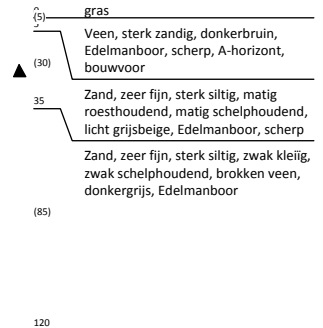 0 gras
(5)
5
Veen, sterk zandig, donkerbruin,
Edelmanboor, scherp, A-horizont,
(30) bouwvoor
Zand, zeer fijn, sterk siltig, matig
35 roesthoudend, matig schelphoudend,
licht grijsbeige, Edelmanboor, scherp
Zand, zeer fijn, sterk siltig, zwak kleiïg,
zwak schelphoudend, brokken veen,
donkergrijs, Edelmanboor
(85)
120